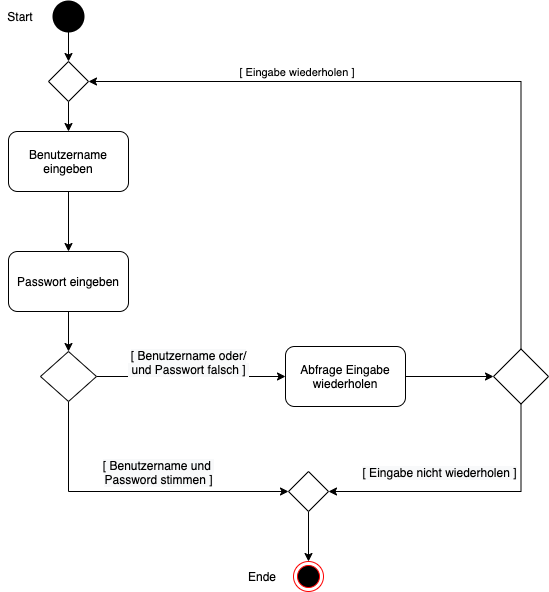 Start
[ Eingabe wiederholen ]
Benutzername
eingeben
Passwort eingeben
[ Benutzername oder/
und Passwort falsch ]
Abfrage Eingabe
wiederholen
[ Benutzername und
Password stimmen ]
[ Eingabe nicht wiederholen ]
Ende